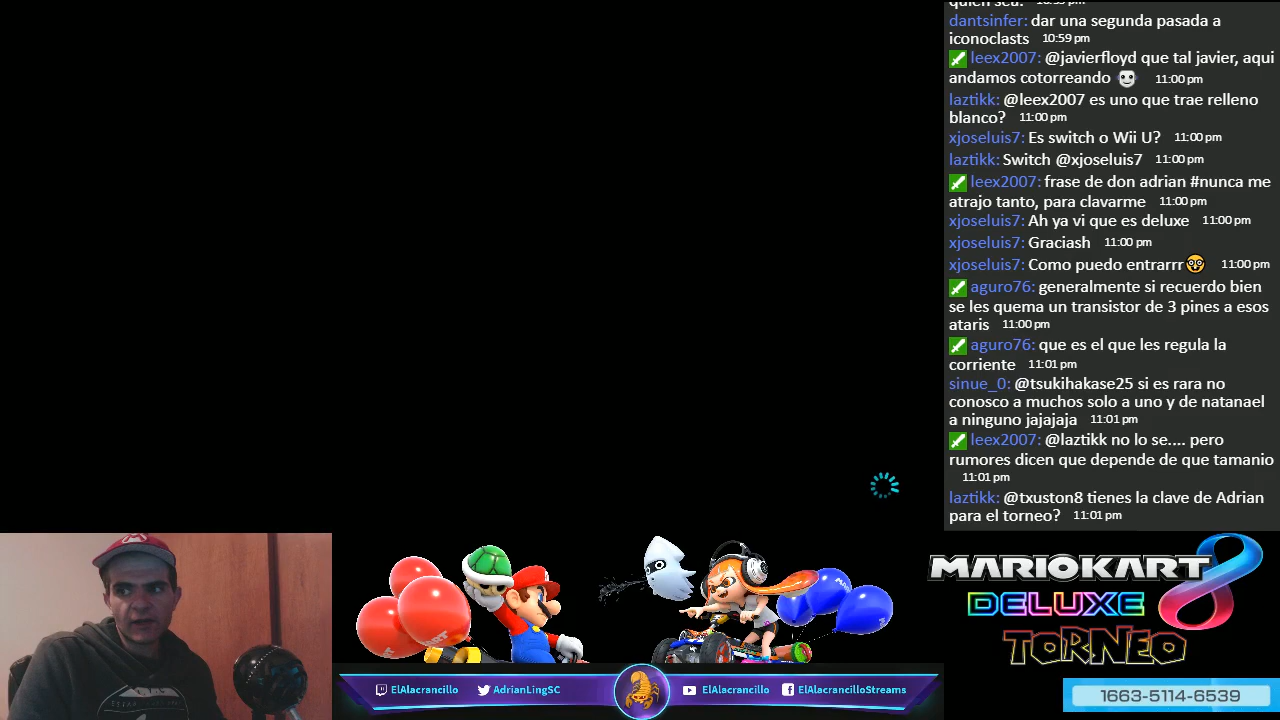 dantsinfer: dar una segunda pasada a
iconoclasts 10:59 pm
leex2007: @javierfloyd que tal javier, aqui
andamos cotorreando 11:00 pm
laztikk: @leex2007 es uno que trae relleno
blanco? 11:00 pm
xjoseluis7: Es switch o Wii U? 11:00 pm
laztikk: Switch @xjoseluis7 11:00 pm
leex2007: frase de don adrian #nunca me
atrajo tanto, para clavarme 11:00 pm
xjoseluis7: Ah ya vi que es deluxe 11:00 pm
xjoseluis7: Graciash 11:00 pm
xjoseluis7: Como puedo entrarrr 11:00 pm
aguro76: generalmente si recuerdo bien
se les quema un transistor de 3 pines a esos
ataris 11:00 pm
aguro76: que es el que les regula la
corriente 11:01 pm
sinue_0: @tsukihakase25 si es rara no
conosco a muchos solo a uno y de natanael
a ninguno jajajaja 11:01 pm
leex2007: @laztikk no lo se.... pero
rumores dicen que depende de que tamanio
11:01 pm
laztikk: @txuston8 tienes la clave de Adrian
para el torneo? 11:01 pm
MARIOKART 8
DELUXE
TORNEO
ElAlacrancillo AdrianLingSC ElAlacrancillo ElAlacrancilloStreams
1663-5114-6539